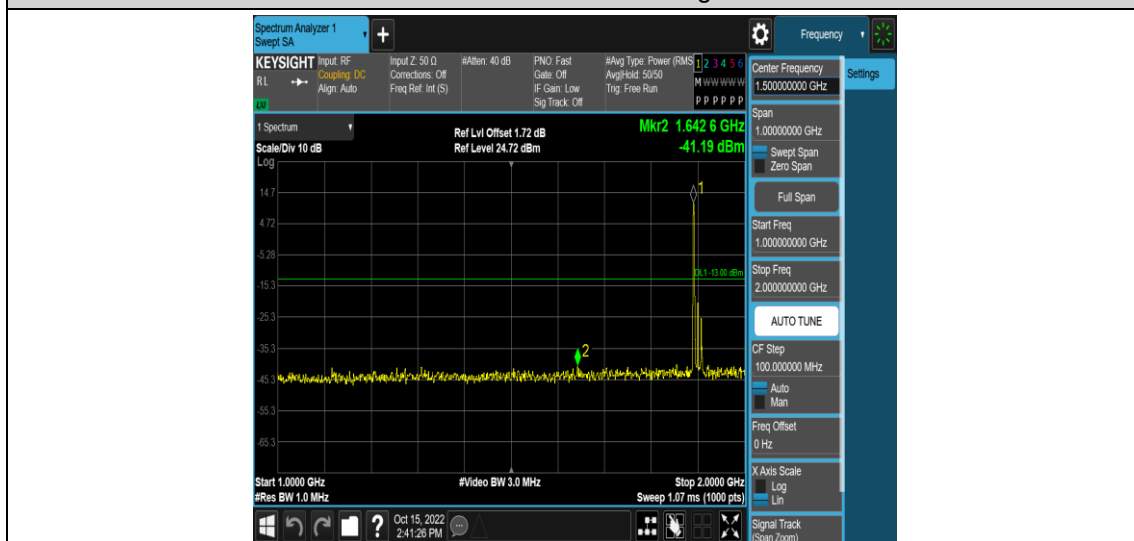 Spectrum Analyzer 1
Swept SA
Frequency
KEYSIGHT
RL
Input: RF
Coupling: DC
Align: Auto
Input Z: 50 Ω
Corrections: Off
Freq Ref: Int (S)
#Atten: 40 dB
PNO: Fast
Gate: Off
IF Gain: Low
Sig Track: Off
#Avg Type: Power (RMS
Avg|Hold: 50/50
Trig: Free Run
1 2 3 4 5 6
M W W W W W
P P P P P P
1 Spectrum
Scale/Div 10 dB
Log
Ref Lvl Offset 1.72 dB
Ref Level 24.72 dBm
Mkr2 1.642 6 GHz
-41.19 dBm
14.7
4.72
-5.28
-15.3
-25.3
-35.3
-45.3
-55.3
-65.3
1
DL1 -13.00 dBm
2
Start 1.0000 GHz
#Res BW 1.0 MHz
#Video BW 3.0 MHz
Stop 2.0000 GHz
Sweep 1.07 ms (1000 pts)
Oct 15, 2022
2:41:26 PM
Center Frequency
1.500000000 GHz
Settings
Span
1.00000000 GHz
Swept Span
Zero Span
Full Span
Start Freq
1.000000000 GHz
Stop Freq
2.000000000 GHz
AUTO TUNE
CF Step
100.000000 MHz
Auto
Man
Freq Offset
0 Hz
X Axis Scale
Log
Lin
Signal Track
(Span Zoom)